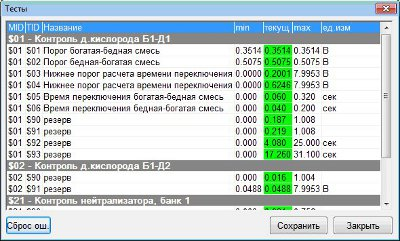 Тесты
MID TID Название min текущ. max ед.изм
$01 - Контроль д.кислорода Б1-Д1
$01 $01 Порог богатая-бедная смесь 0.3514 0.3514 0.3514 В
$01 $02 Порог бедная-богатая смесь 0.5075 0.5075 0.5075 В
$01 $03 Нижнее порог расчета времени переключения 0.0000 0.2001 7.9953 В
$01 $04 Нижнее порог расчета времени переключения 0.0000 0.6246 7.9953 В
$01 $05 Время переключения богатая-бедная смесь 0.000 0.060 0.320 сек
$01 $06 Время переключения бедная-богатая смесь 0.000 0.040 0.200 сек
$01 $90 резерв 0.000 0.187 1.008
$01 $91 резерв 0.000 0.219 1.008
$01 $92 резерв 0.000 4.080 25.000 сек
$01 $93 резерв 0.000 17.260 31.100 сек
$02 - Контроль д.кислорода Б1-Д2
$02 $90 резерв 0.000 0.016 1.004
$02 $91 резерв 0.0488 0.0488 7.9953 В
$21 - Контроль нейтрализатора, банк 1
Сброс ош. Сохранить Закрыть